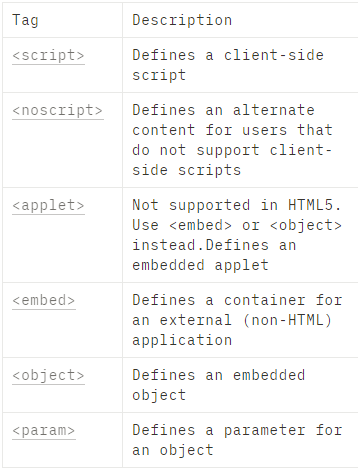 Tag Description
<script> Defines a client-side
script
<noscript> Defines an alternate
content for users that
do not support client-
side scripts
<applet> Not supported in HTML5.
Use <embed> or <object>
instead.Defines an
embedded applet
<embed> Defines a container for
an external (non-HTML)
application
<object> Defines an embedded
object
<param> Defines a parameter for
an object